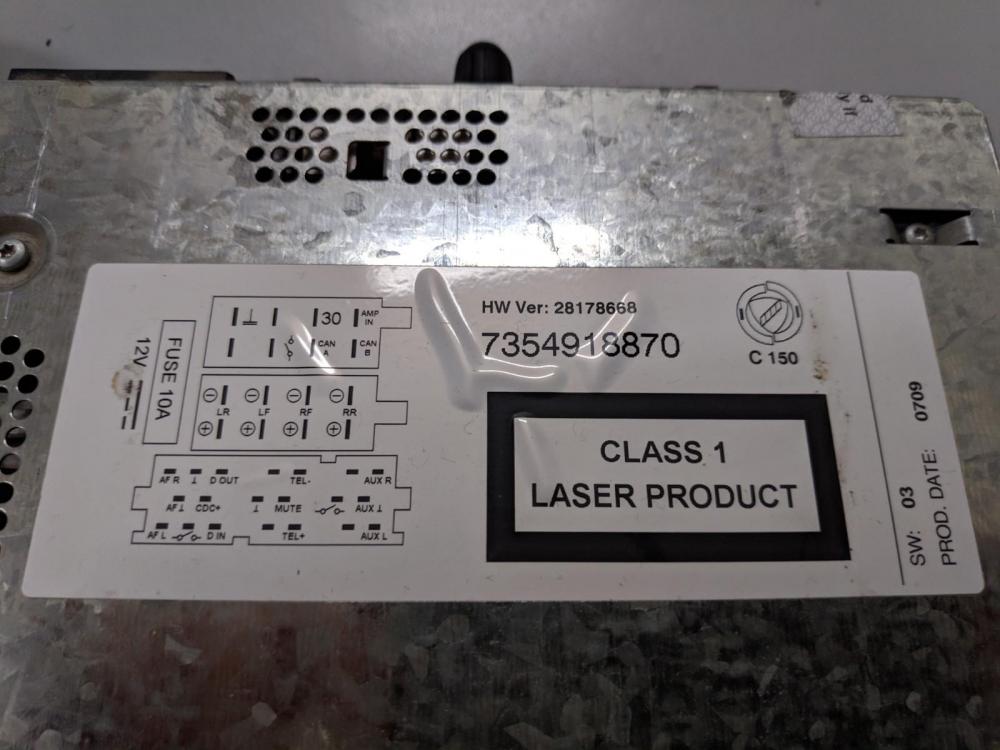 30 AMP IN
CAN A CAN B
FUSE 10A
12V
LR LF RF RR
AF R D OUT TEL- AUX R
AF CDC+ MUTE AUX
AF L D IN TEL+ AUX L
HW Ver: 28178668
7354918870
C 150
CLASS 1
LASER PRODUCT
SW: 03
PROD. DATE: 0709